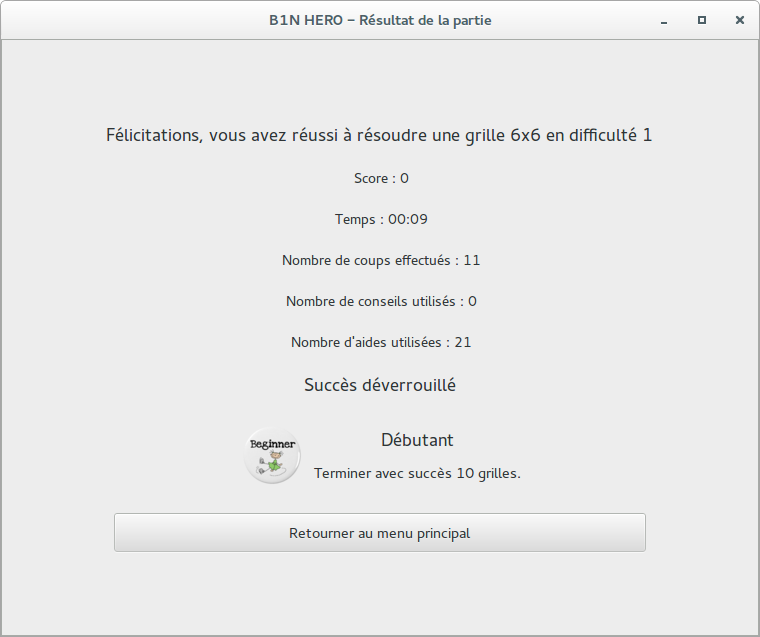 B1N HERO – Résultat de la partie
Félicitations, vous avez réussi à résoudre une grille 6x6 en difficulté 1
Score : 0
Temps : 00:09
Nombre de coups effectués : 11
Nombre de conseils utilisés : 0
Nombre d'aides utilisées : 21
Succès déverrouillé
Beginner
Débutant
Terminer avec succès 10 grilles.
Retourner au menu principal